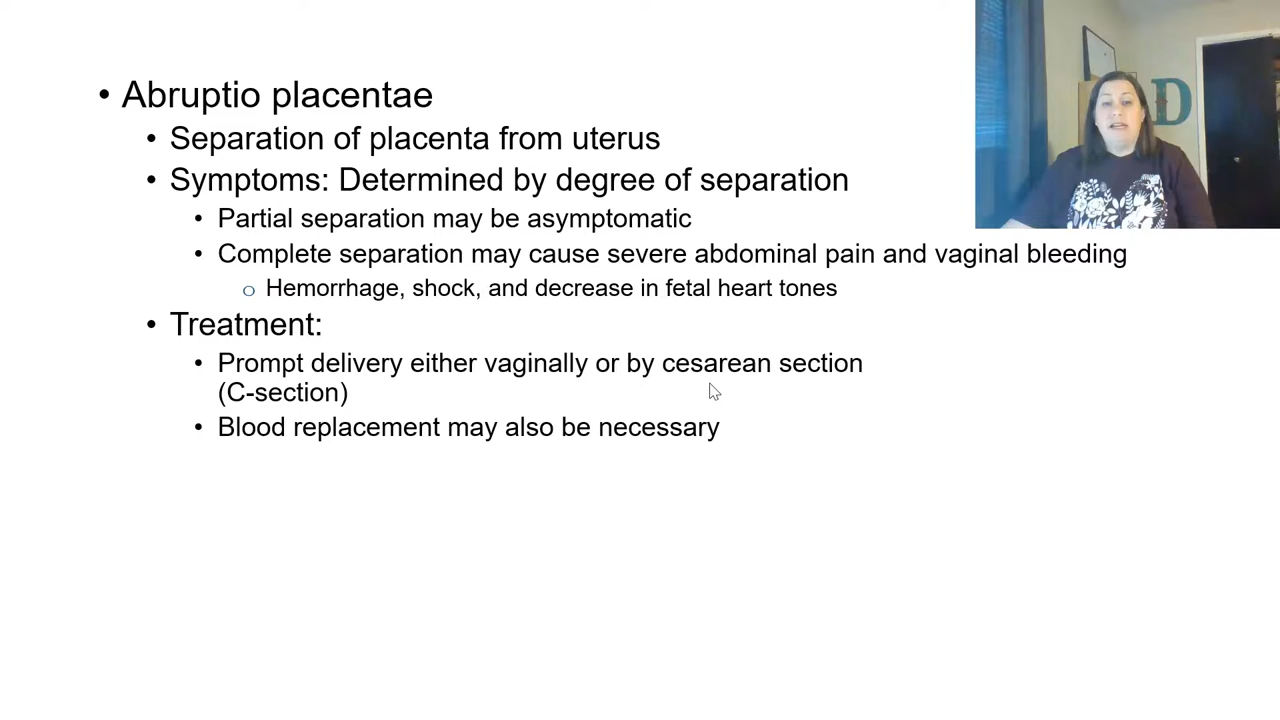 • Abruptio placentae
• Separation of placenta from uterus
• Symptoms: Determined by degree of separation
• Partial separation may be asymptomatic
• Complete separation may cause severe abdominal pain and vaginal bleeding
o Hemorrhage, shock, and decrease in fetal heart tones
• Treatment:
• Prompt delivery either vaginally or by cesarean section
(C-section)
• Blood replacement may also be necessary
D